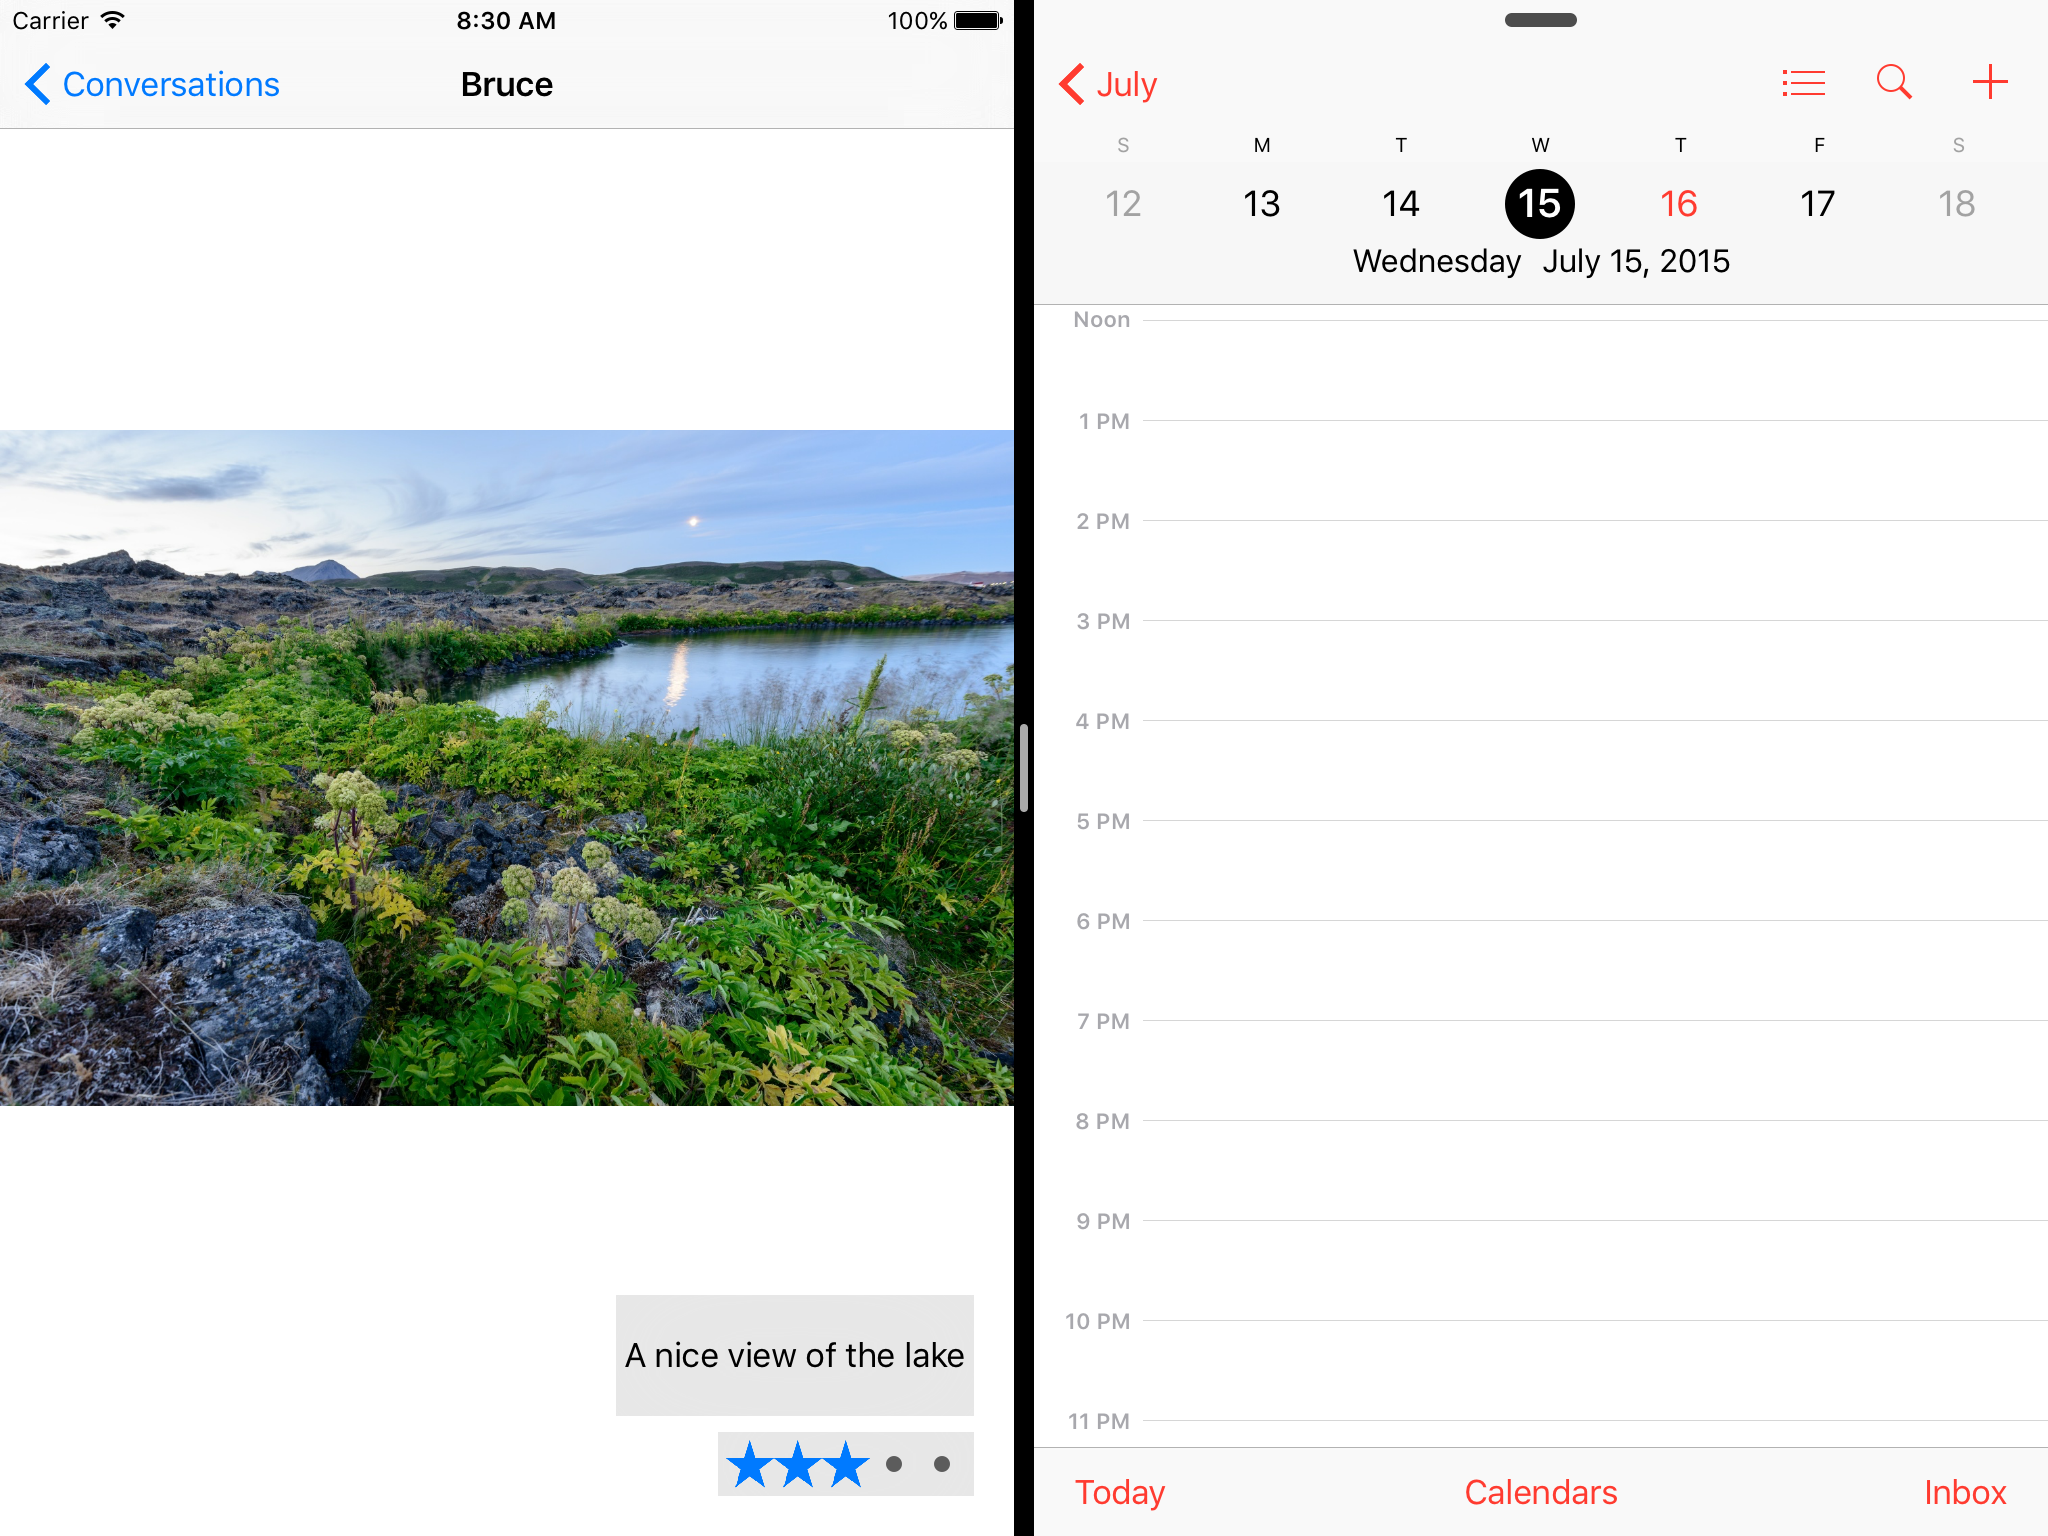 Carrier 8:30 AM 100%
Conversations Bruce
A nice view of the lake
July
S M T W T F S
12 13 14 15 16 17 18
Wednesday July 15, 2015
Noon
1 PM
2 PM
3 PM
4 PM
5 PM
6 PM
7 PM
8 PM
9 PM
10 PM
11 PM
Today Calendars Inbox